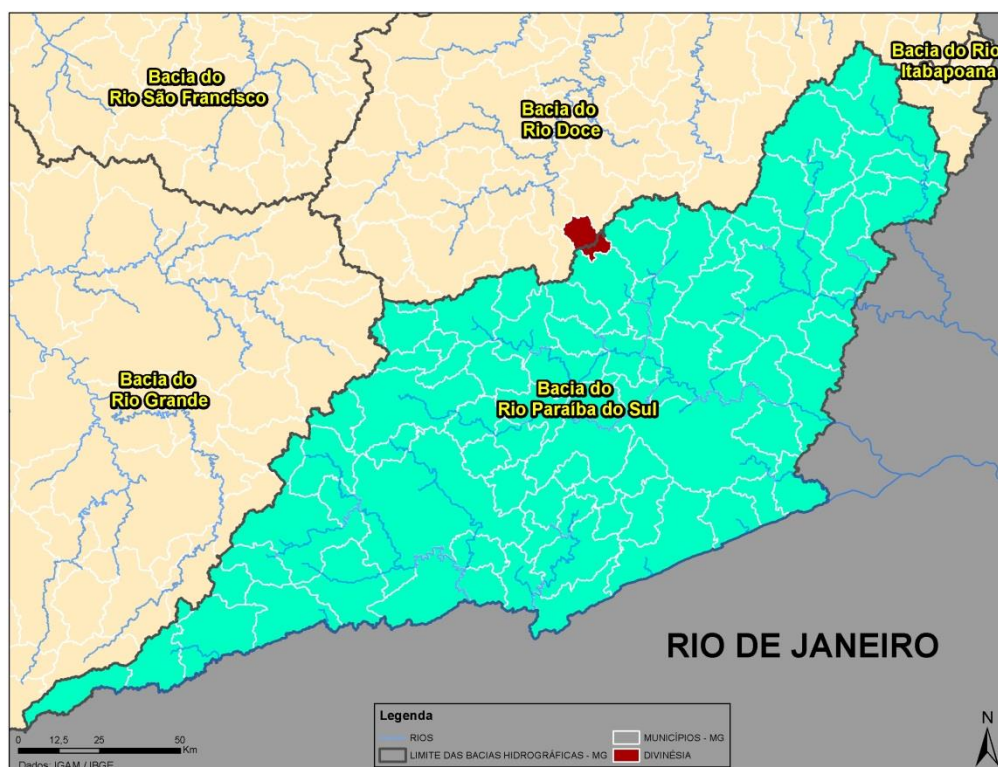 Bacia do
Rio São Francisco
Bacia do
Rio Doce
Bacia do Rio
Itabapoana
Bacia do
Rio Grande
Bacia do
Rio Paraíba do Sul
RIO DE JANEIRO
Legenda
RIOS
LIMITE DAS BACIAS HIDROGRÁFICAS - MG
MUNICÍPIOS - MG
DIVINÉSIA
N
0 12,5 25 50
Km
Dados: IGAM / IBGE